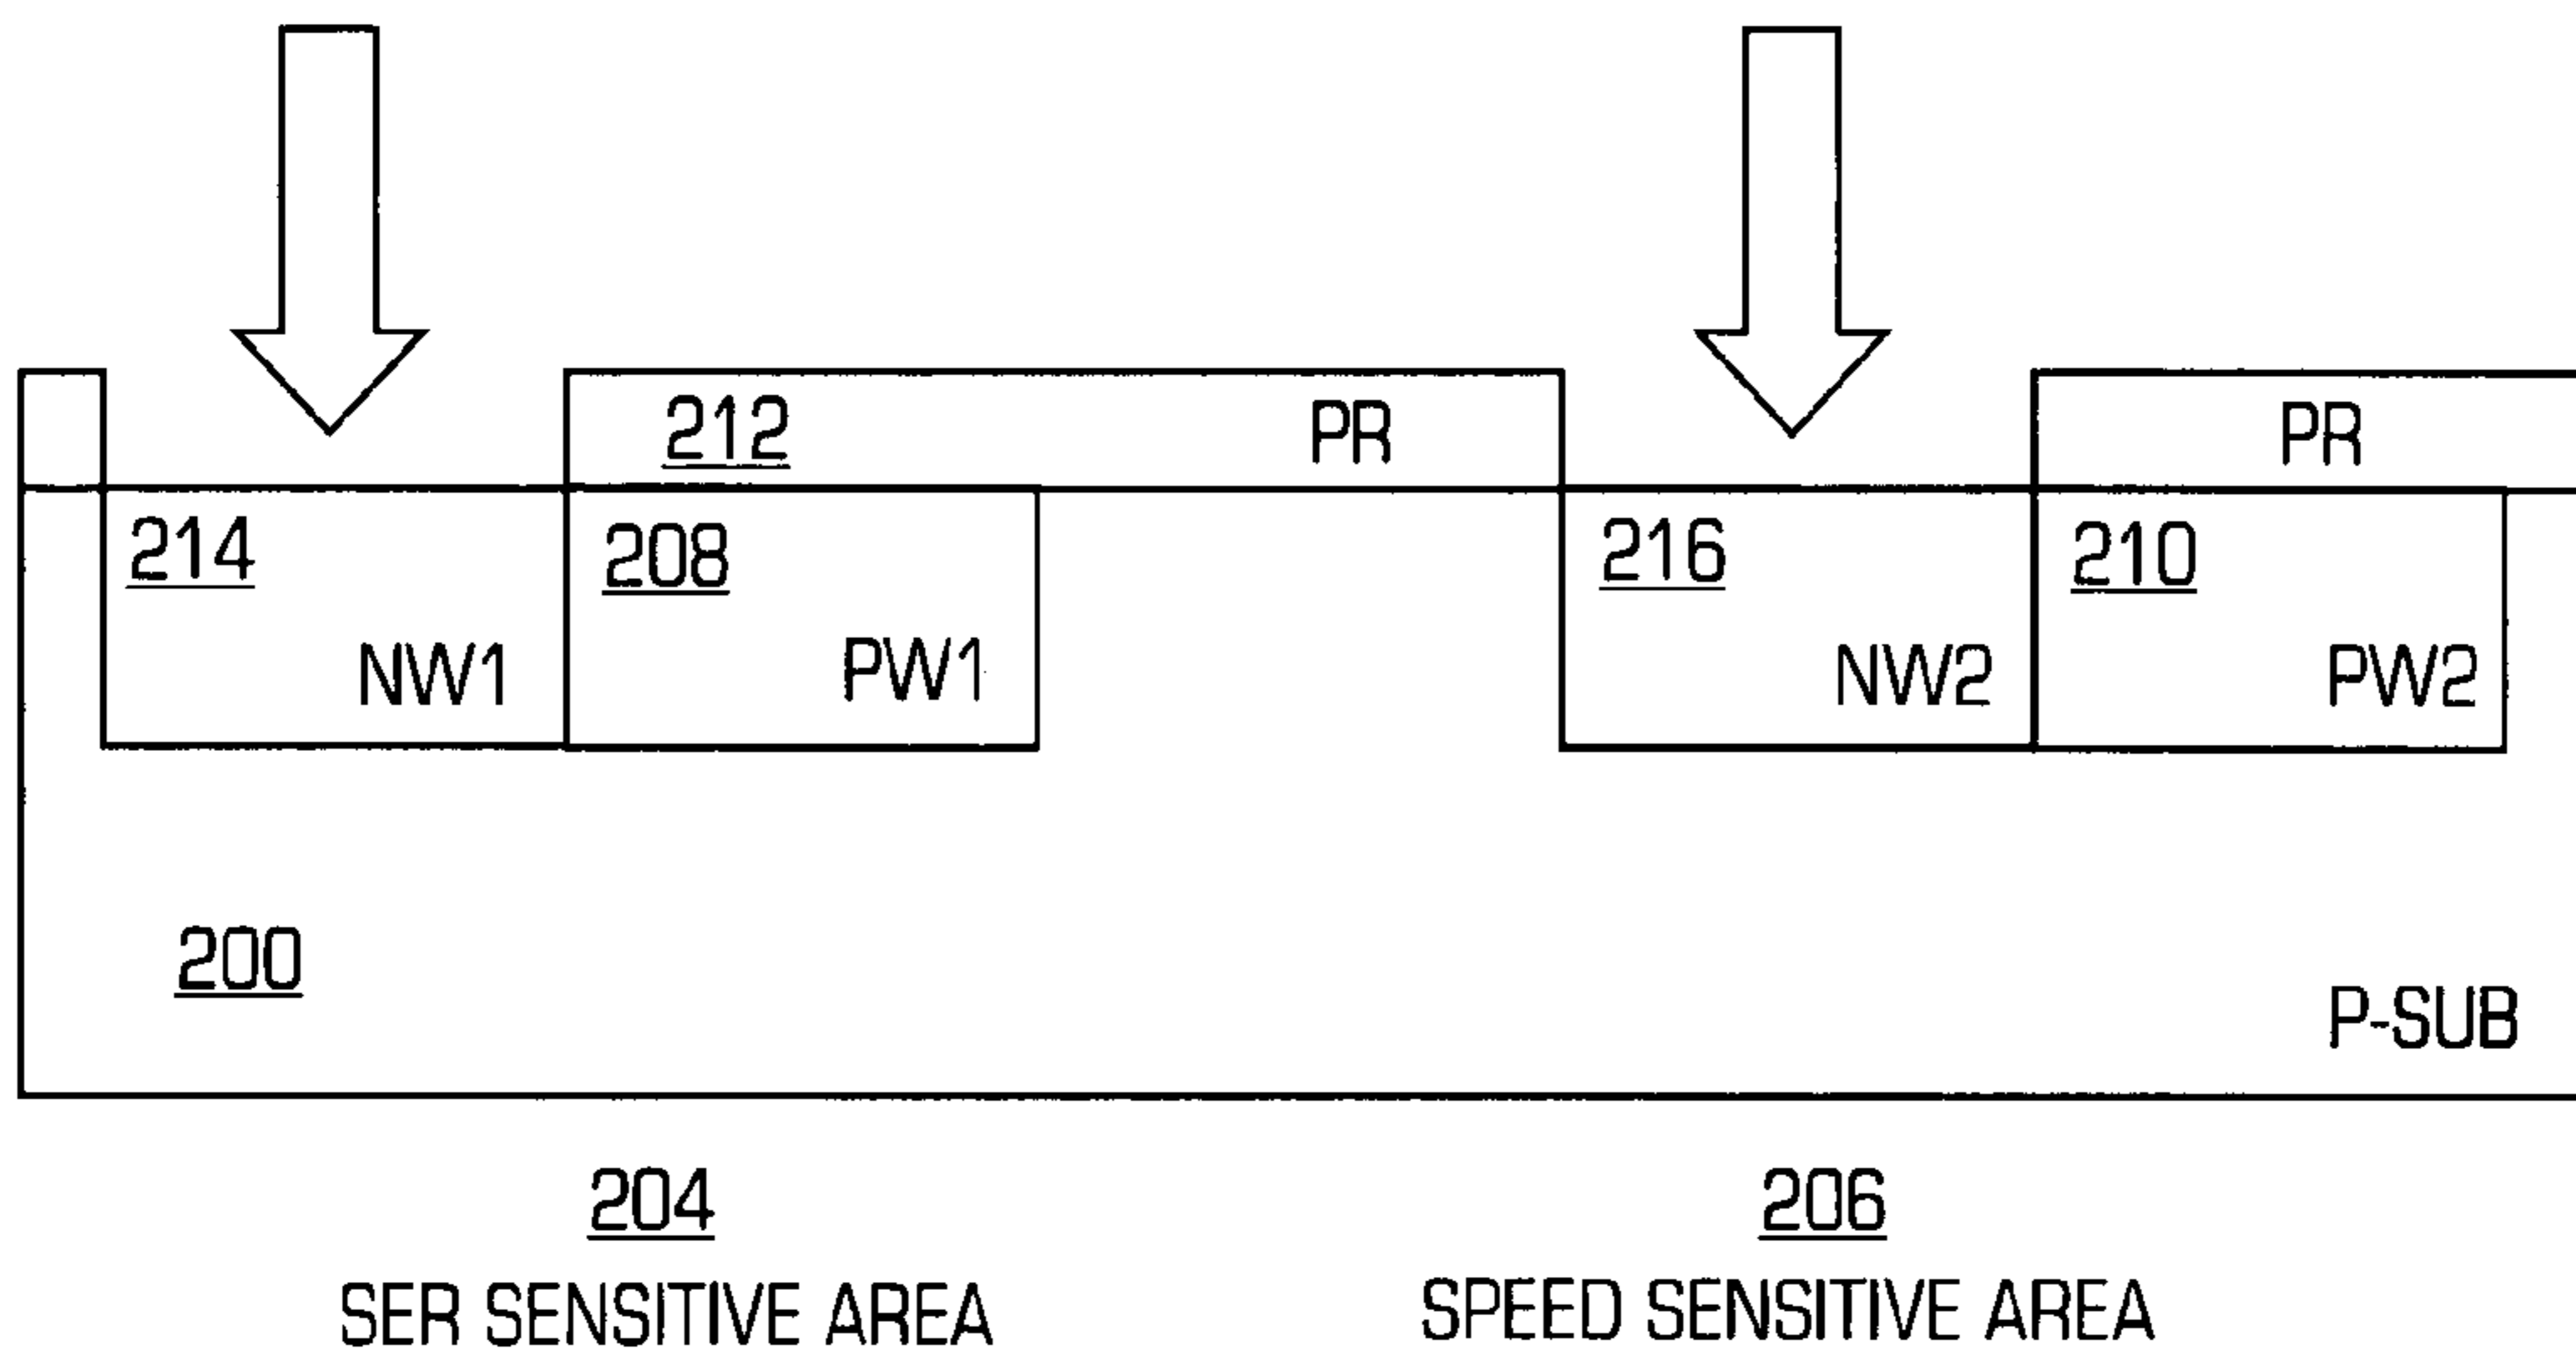 212 PR PR
214 208 216 210
NW1 PW1 NW2 PW2
200
P-SUB
204 206
SER SENSITIVE AREA SPEED SENSITIVE AREA